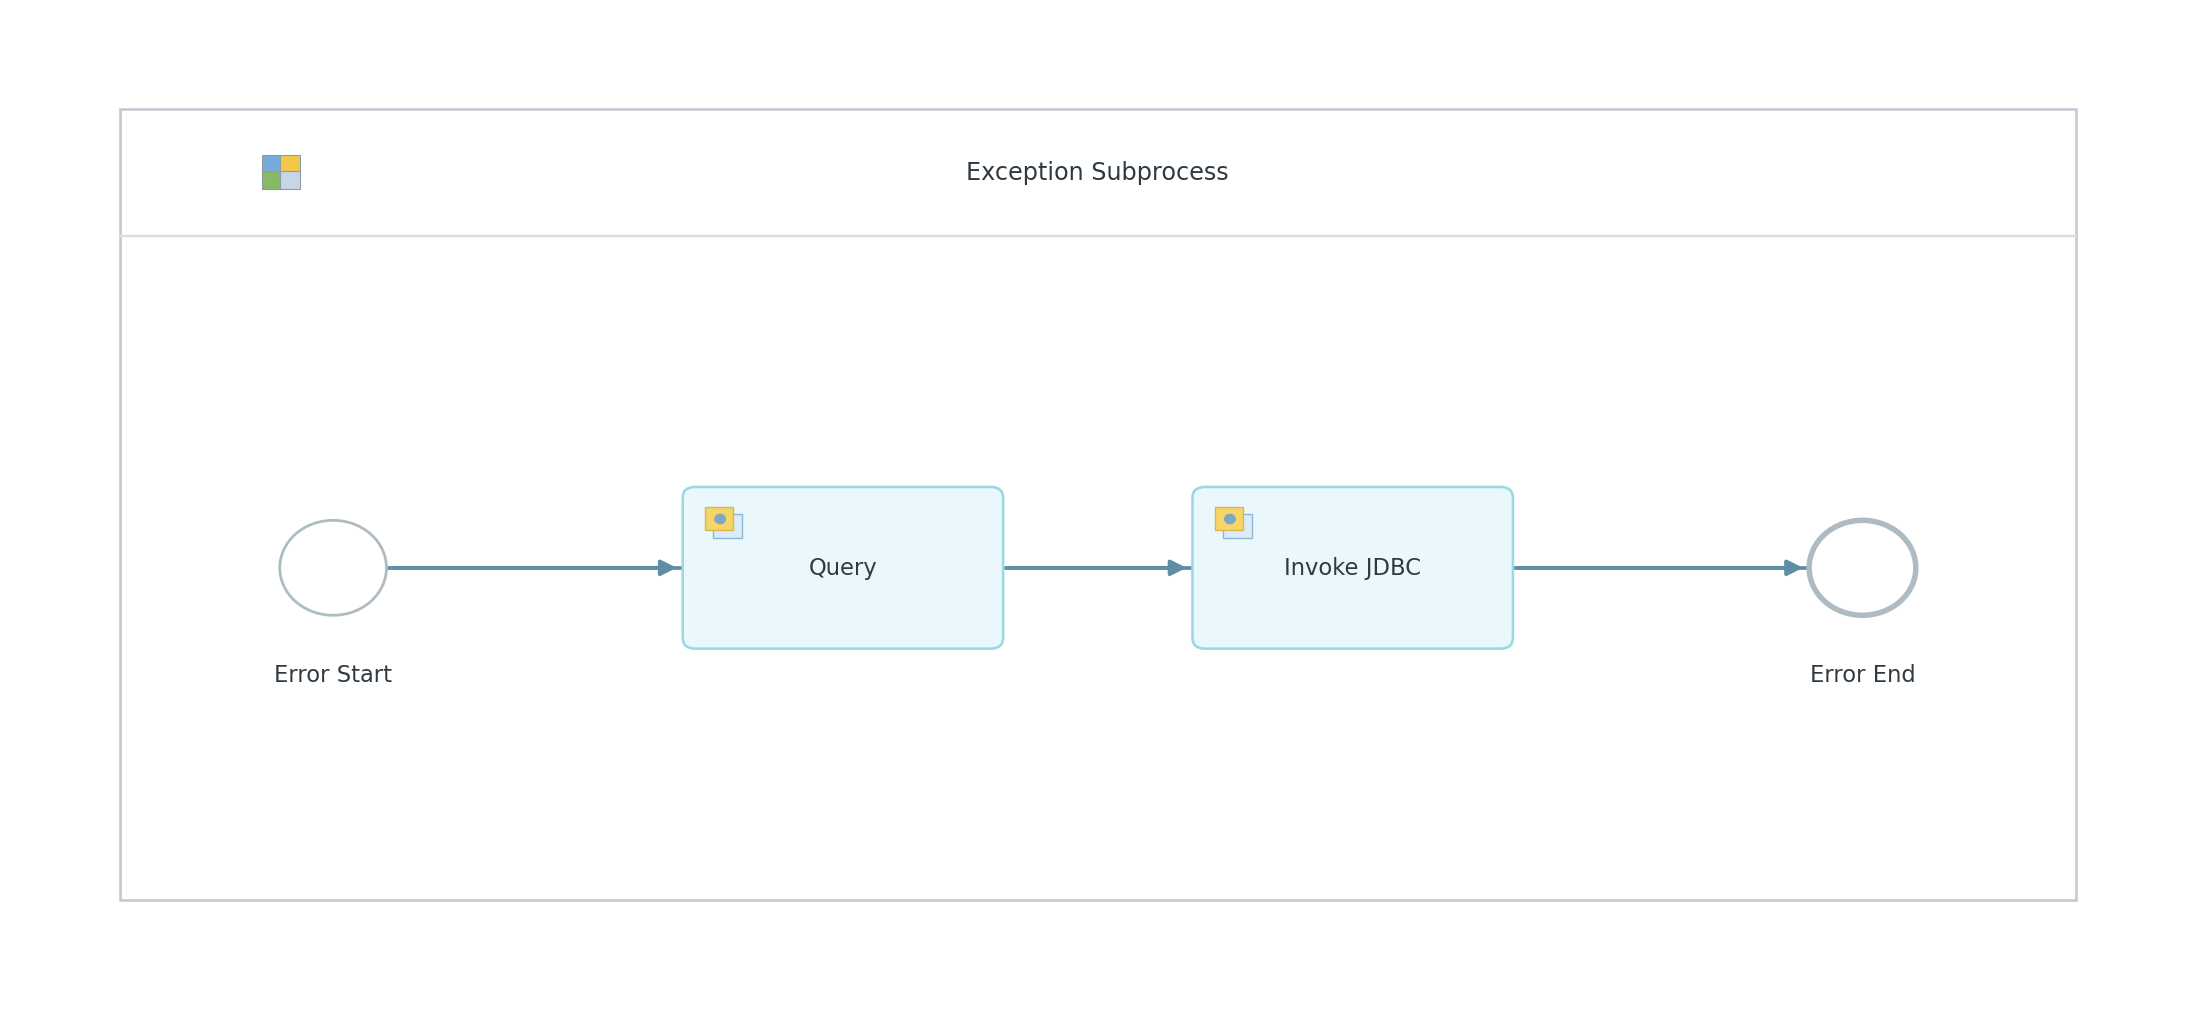 Exception Subprocess
Query
Invoke JDBC
Error Start
Error End